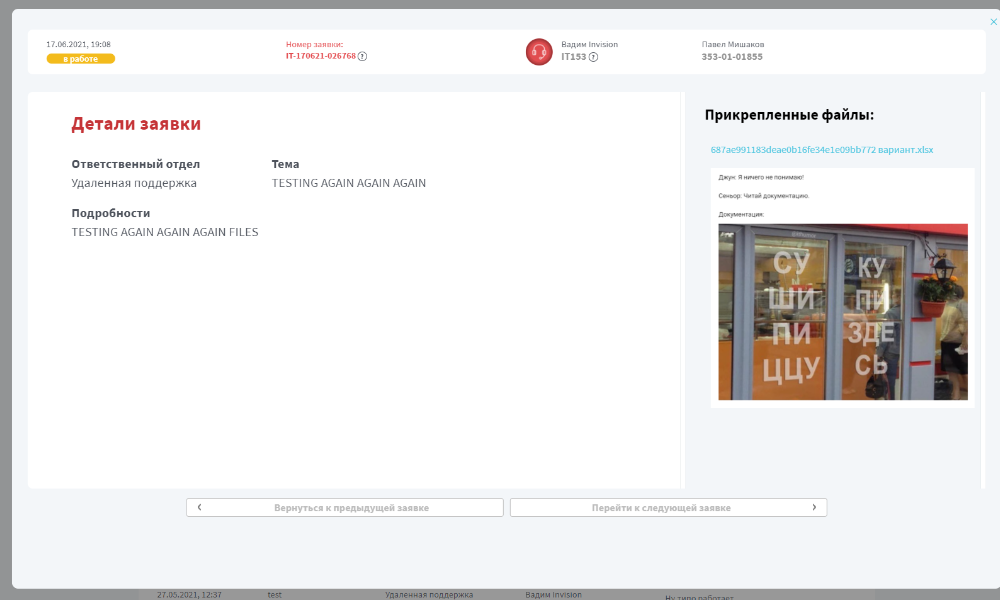 17.06.2021, 19:08
в работе
Номер заявки:
IT-170621-026768
Вадим Invision
IT153
Павел Мишаков
353-01-01855
Детали заявки
Ответственный отдел
Удаленная поддержка
Тема
TESTING AGAIN AGAIN AGAIN
Подробности
TESTING AGAIN AGAIN AGAIN FILES
Прикрепленные файлы:
687ae991183deae0b16fe34e1e09bb772 вариант.xlsx
Джун: Я ничего не понимаю!
Сеньор: Читай документацию.
Документация:
СУ КУ
ШИ ПИ
ПИ ЗДЕ
ЦЦУ СЬ
Вернуться к предыдущей заявке
Перейти к следующей заявке
27.05.2021, 12:37 test Удаленная поддержка Вадим Invision Ну типо работает